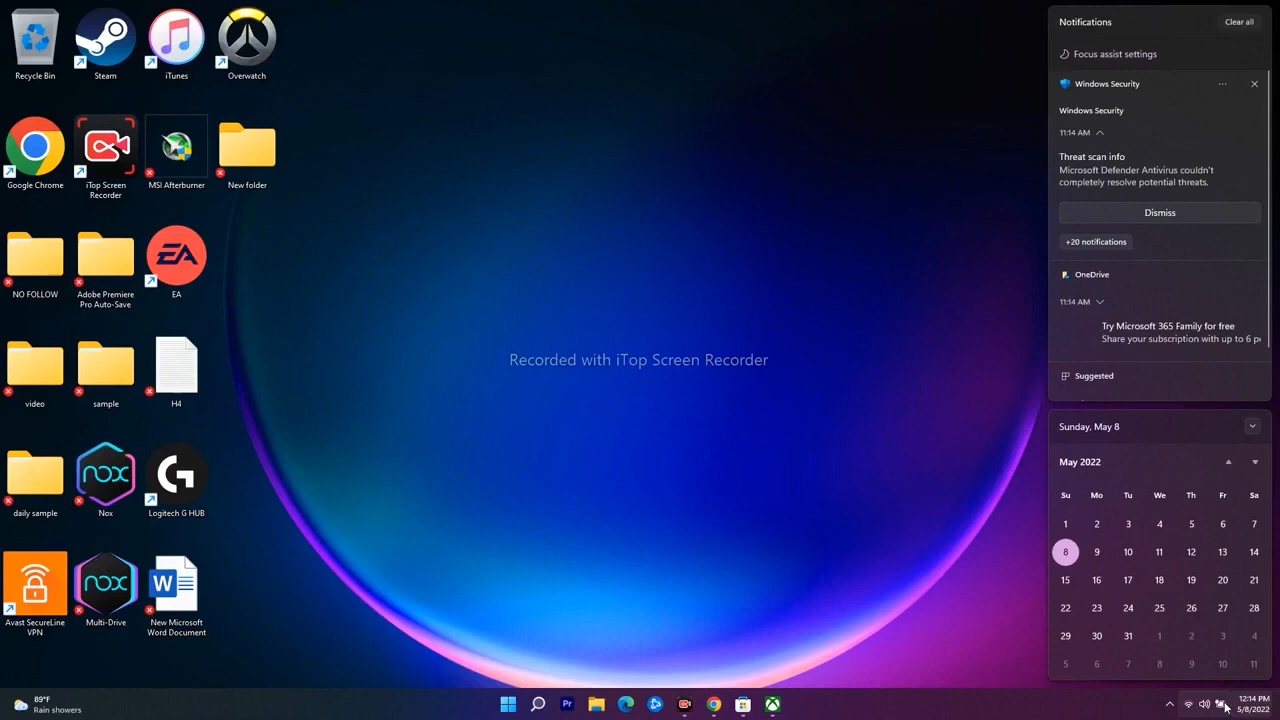 Recycle Bin
Steam
iTunes
Overwatch
Google Chrome
iTop Screen
Recorder
MSI Afterburner
New folder
NO FOLLOW
Adobe Premiere
Pro Auto-Save
EA
EA
video
sample
H4
daily sample
nox
Nox
Logitech G HUB
Avast SecureLine
VPN
nox
Multi-Drive
W
New Microsoft
Word Document
Recorded with iTop Screen Recorder
Notifications
Clear all
Focus assist settings
Windows Security
Windows Security
11:14 AM
Threat scan info
Microsoft Defender Antivirus couldn't
completely resolve potential threats.
Dismiss
+20 notifications
OneDrive
11:14 AM
Try Microsoft 365 Family for free
Share your subscription with up to 6 pe
Suggested
Sunday, May 8
May 2022
Su Mo Tu We Th Fr Sa
1 2 3 4 5 6 7
8 9 10 11 12 13 14
15 16 17 18 19 20 21
22 23 24 25 26 27 28
29 30 31 1 2 3 4
5 6 7 8 9 10 11
89°F
Rain showers
Pr
12:14 PM
5/8/2022